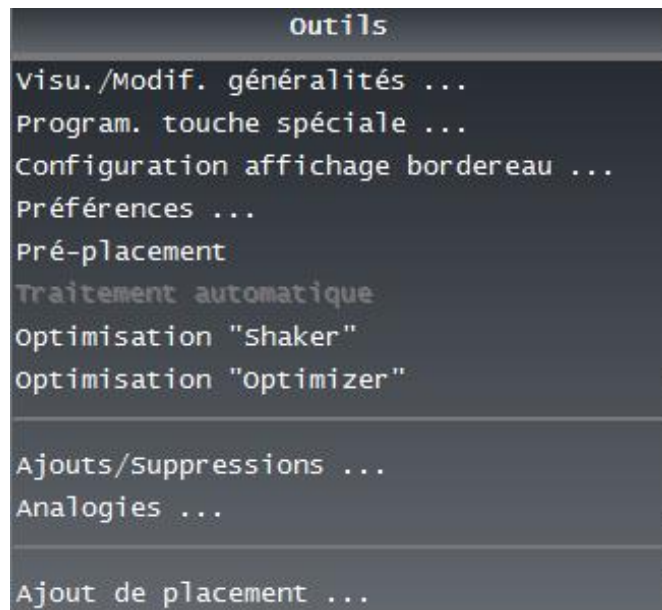 Outils
Visu./Modif. généralités ...
Program. touche spéciale ...
Configuration affichage bordereau ...
Préférences ...
Pré-placement
Traitement automatique
Optimisation "Shaker"
Optimisation "Optimizer"
Ajouts/Suppressions ...
Analogies ...
Ajout de placement ...